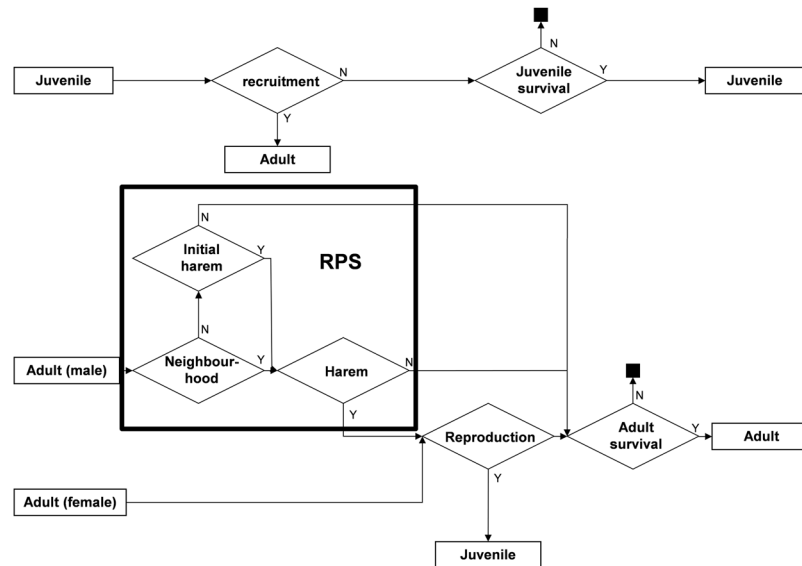 N
Juvenile
recruitment
N
Juvenile
survival
Y
Juvenile
Y
Adult
N
Initial
harem
Y
RPS
N
Adult (male)
Neighbour-
hood
Y
Harem
N
Y
N
Reproduction
Adult
survival
Y
Adult
Y
Adult (female)
Juvenile